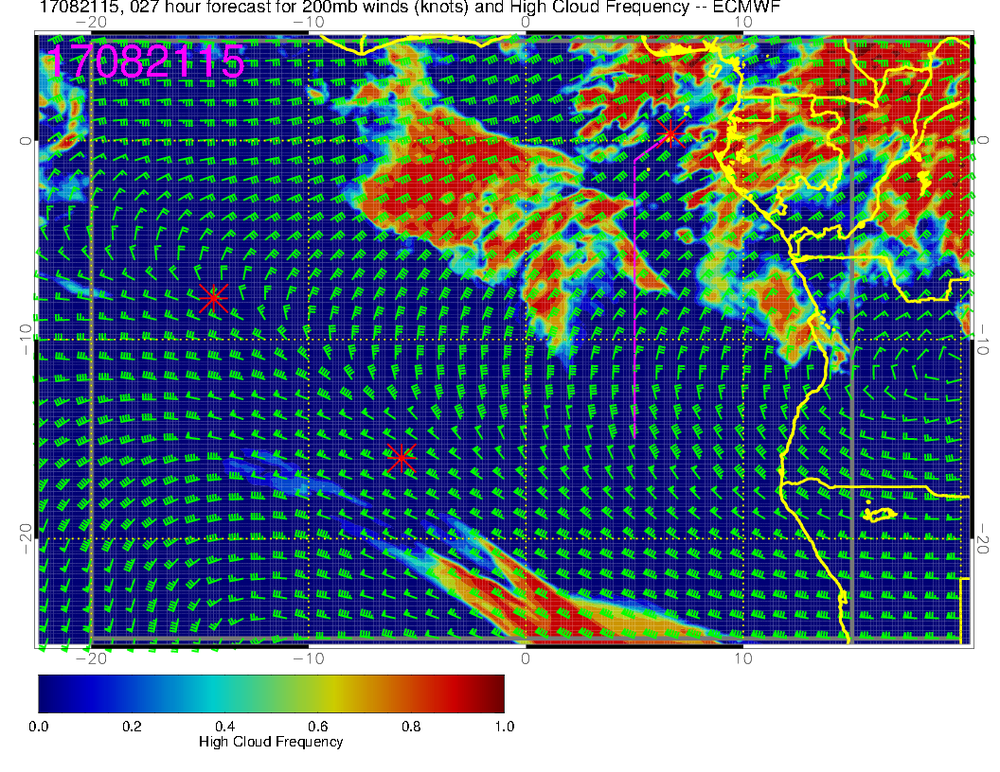 17082115, 027 hour forecast for 200mb winds (knots) and High Cloud Frequency -- ECMWF
−20 −10 0 10
17082115
0 0
−10 −10
−20 −20
−20 −10 0 10
0.0 0.2 0.4 0.6 0.8 1.0
High Cloud Frequency